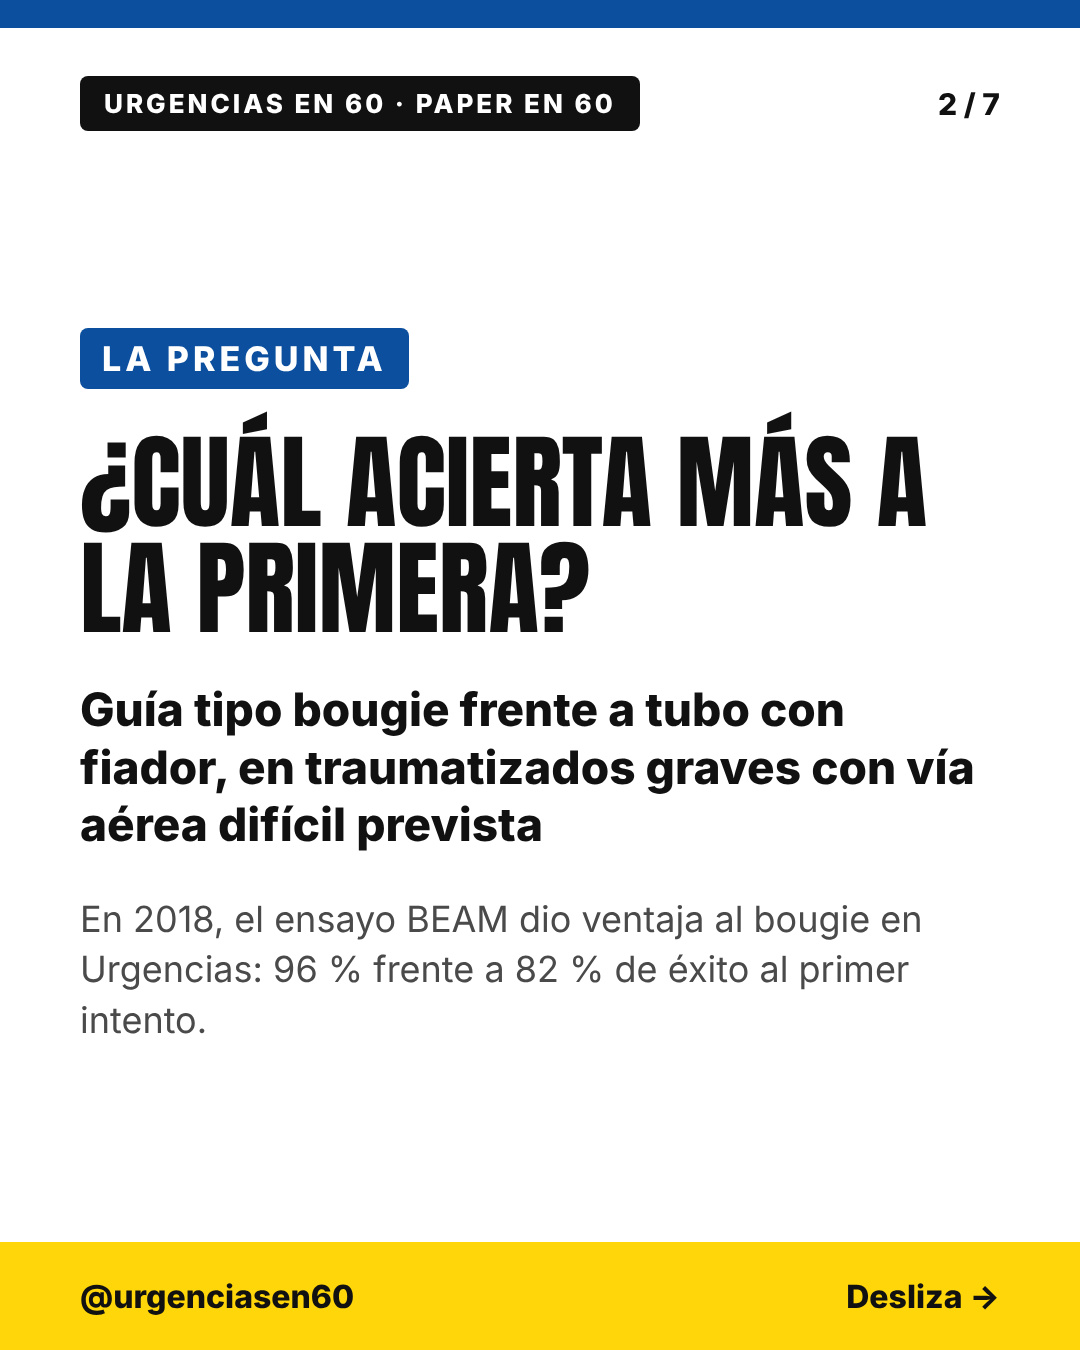 URGENCIAS EN 60 · PAPER EN 60
2 / 7
LA PREGUNTA
¿CUÁL ACIERTA MÁS A
LA PRIMERA?
Guía tipo bougie frente a tubo con
fiador, en traumatizados graves con vía
aérea difícil prevista
En 2018, el ensayo BEAM dio ventaja al bougie en
Urgencias: 96 % frente a 82 % de éxito al primer
intento.
@urgenciasen60
Desliza →